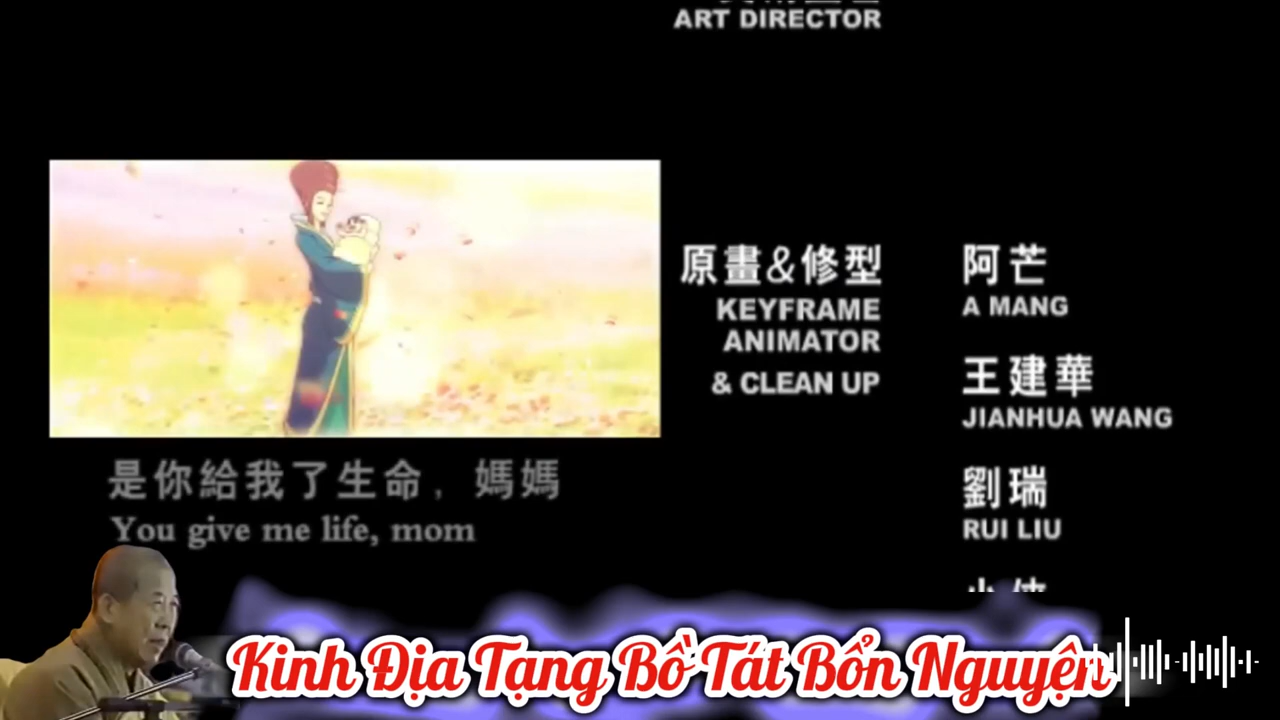 ART DIRECTOR
原畫&修型
KEYFRAME
ANIMATOR
& CLEAN UP
阿芒
A MANG
王建華
JIANHUA WANG
劉瑞
RUI LIU
是你給我了生命，媽媽
You give me life, mom
Kinh Địa Tạng Bồ Tát Bổn Nguyện